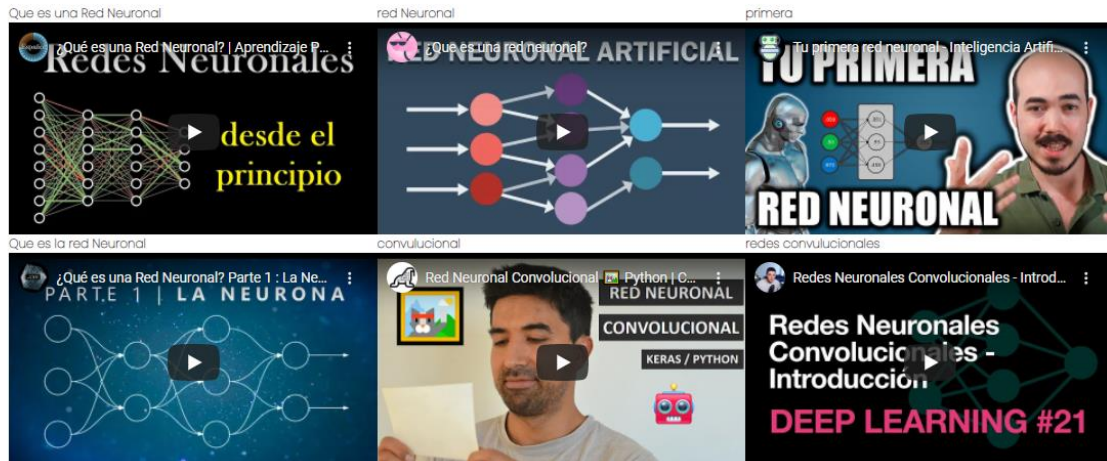 Que es una Red Neuronal
red Neuronal
primera
¿Qué es una Red Neuronal? | Aprendizaje P...
Redes Neuronales
desde el
principio
¿Que es una red neuronal?
RED NEURONAL ARTIFICIAL
Tu primera red neuronal - Inteligencia Artifi...
TU PRIMERA
RED NEURONAL
Que es la red Neuronal
convulucional
redes convulucionales
¿Qué es una Red Neuronal? Parte 1 : La Ne...
PARTE 1 | LA NEURONA
Red Neuronal Convolucional 🖼 Python | C...
RED NEURONAL
CONVOLUCIONAL
KERAS / PYTHON
Redes Neuronales Convolucionales - Introd...
Redes Neuronales
Convolucionales -
Introducción
DEEP LEARNING #21